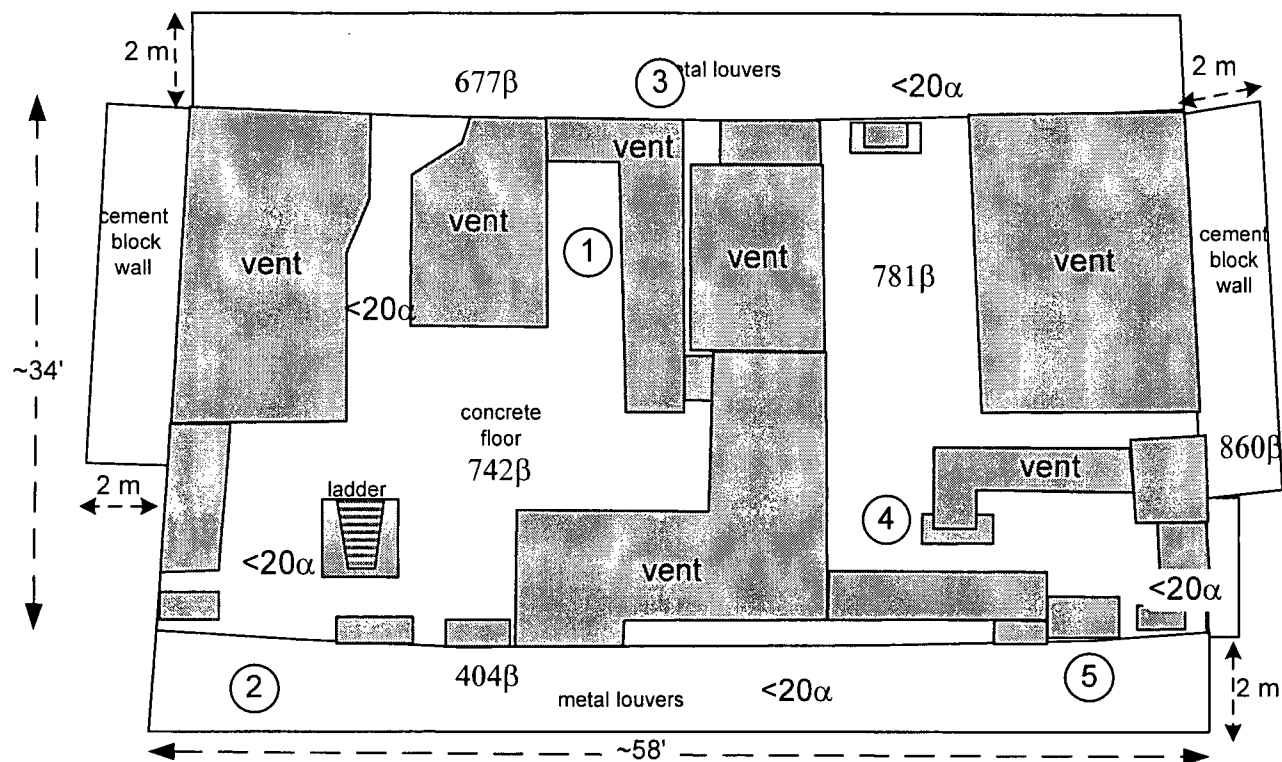 2 m
677β
3
etal louvers
<20α
2 m
cement
block
wall
vent
vent
vent
1
vent
781β
vent
cement
block
wall
<20α
~34'
concrete
floor
742β
vent
860β
2 m
ladder
4
<20α
vent
<20α
2
404β
metal louvers
<20α
5
2 m
~58'